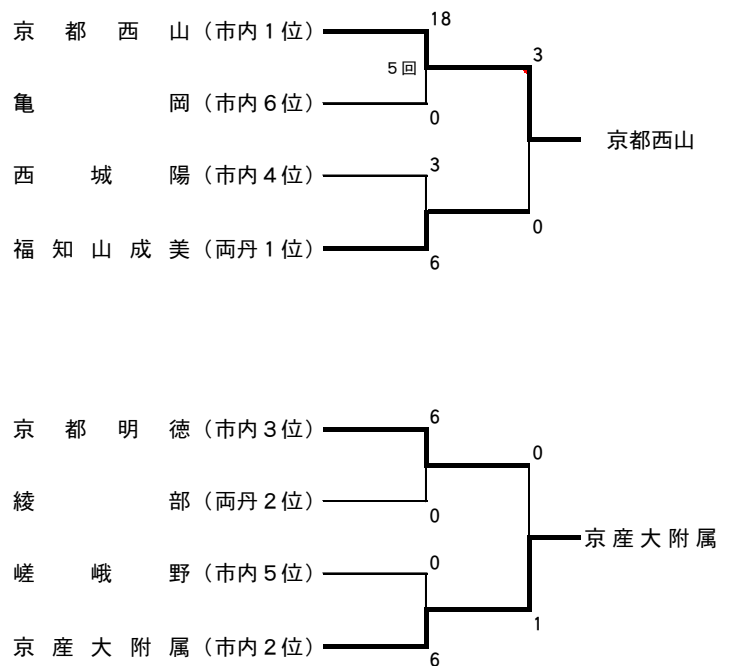 18
京都西山（市内1位）
3
5回
亀岡（市内6位）
0
京都西山
3
西城陽（市内4位）
0
福知山成美（両丹1位）
6
6
京都明徳（市内3位）
0
綾部（両丹2位）
0
京産大附属
0
嵯峨野（市内5位）
1
京産大附属（市内2位）
6